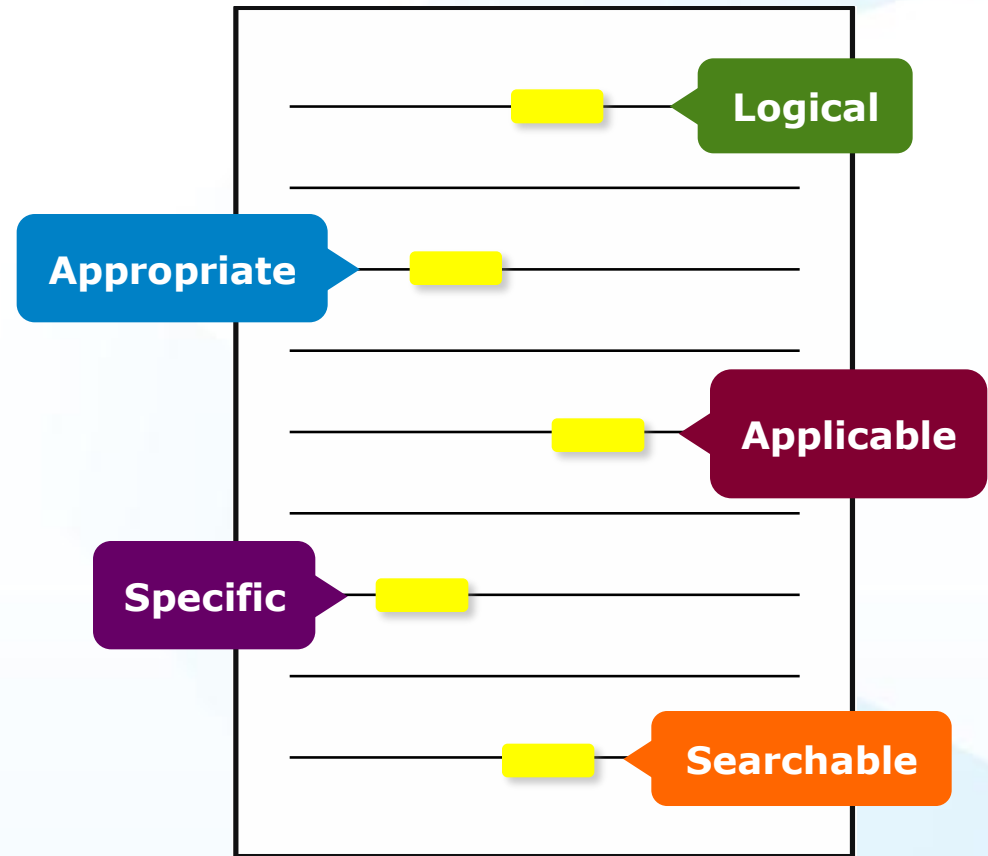 Logical
Appropriate
Applicable
Specific
Searchable